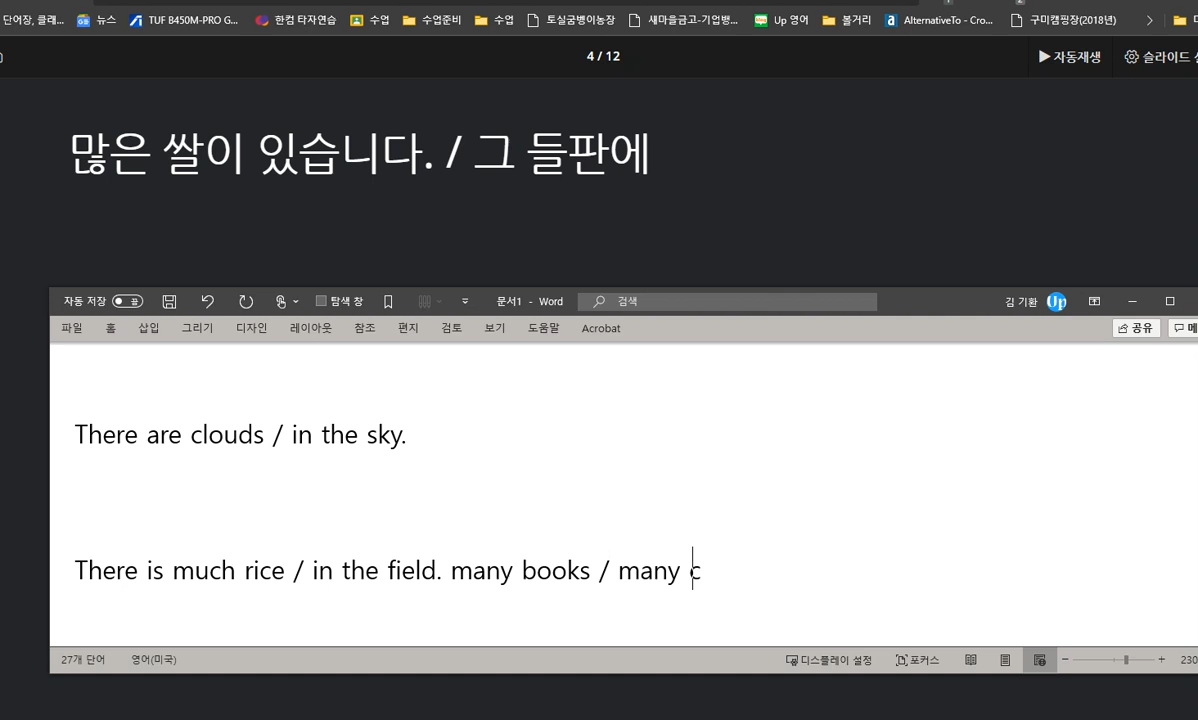 단어장, 클래... 뉴스 TUF B450M-PRO G... 한컴 타자연습 수업 수업준비 수업 토실굼벵이농장 새마을금고-기업뱅... Up 영어 볼거리 AlternativeTo - Cro... 구미캠핑장(2018년)
4 / 12 자동재생 슬라이드
많은 쌀이 있습니다. / 그 들판에
자동 저장 끔 탐색 창 문서1 - Word 검색 김 기환 Up
파일 홈 삽입 그리기 디자인 레이아웃 참조 편지 검토 보기 도움말 Acrobat 공유 메
There are clouds / in the sky.
There is much rice / in the field. many books / many c
27개 단어 영어(미국) 디스플레이 설정 포커스 - + 230